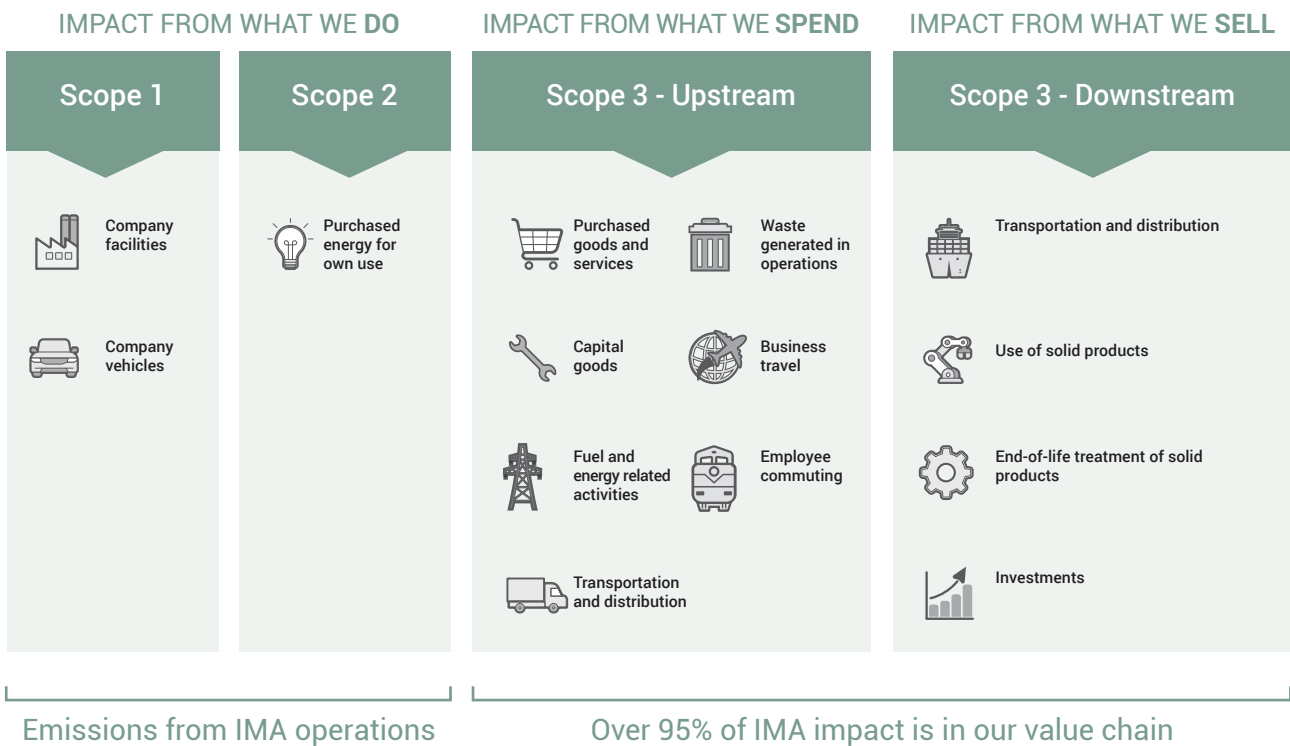 IMPACT FROM WHAT WE DO
IMPACT FROM WHAT WE SPEND
IMPACT FROM WHAT WE SELL
Scope 1
Scope 2
Scope 3 - Upstream
Scope 3 - Downstream
Company
facilities
Company
vehicles
Purchased
energy for
own use
Purchased
goods and
services
Waste
generated in
operations
Capital
goods
Business
travel
Fuel and
energy related
activities
Employee
commuting
Transportation
and distribution
Transportation and distribution
Use of solid products
End-of-life treatment of solid
products
Investments
Emissions from IMA operations
Over 95% of IMA impact is in our value chain